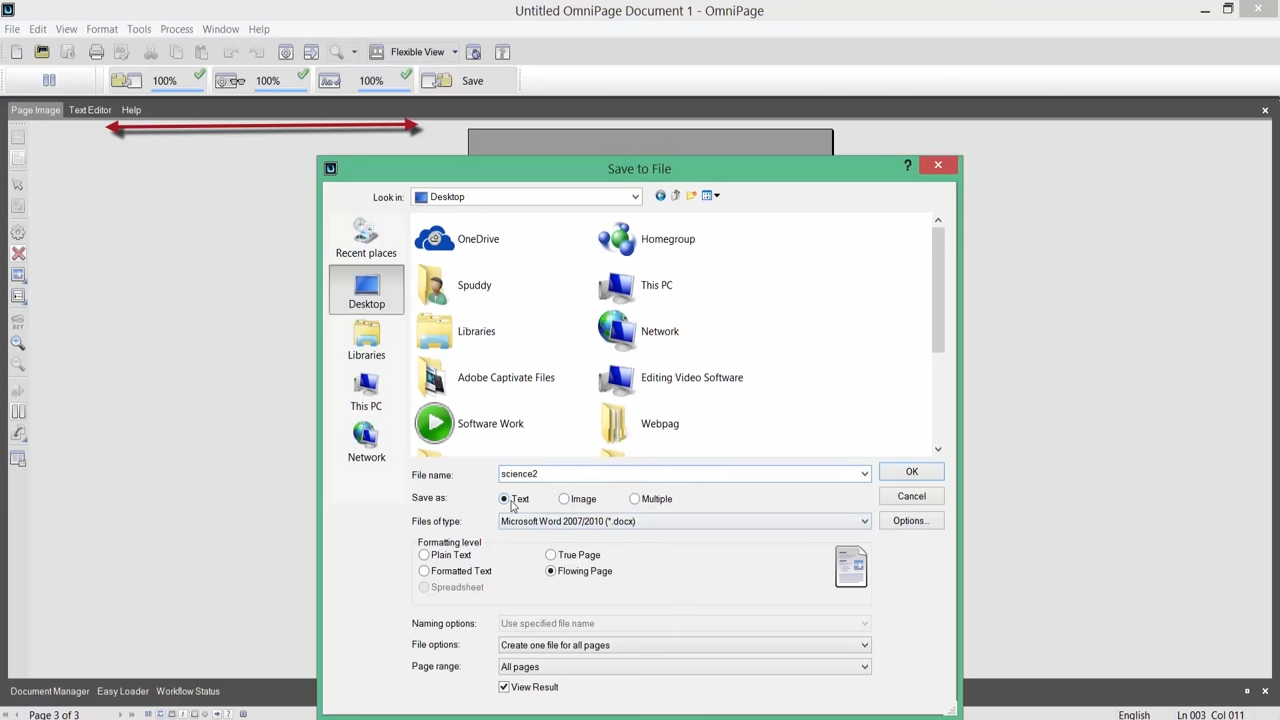 Untitled OmniPage Document 1 - OmniPage
File Edit View Format Tools Process Window Help
Flexible View
100% 100% 100% Save
Page Image Text Editor Help
Save to File
Look in: Desktop
Recent places
Desktop
Libraries
This PC
Network
OneDrive Homegroup
Spuddy This PC
Libraries Network
Adobe Captivate Files Editing Video Software
Software Work Webpag
File name: science2 OK
Save as: Text Image Multiple Cancel
Files of type: Microsoft Word 2007/2010 (*.docx) Options...
Formatting level
Plain Text True Page
Formatted Text Flowing Page
Spreadsheet
Naming options: Use specified file name
File options: Create one file for all pages
Page range: All pages
View Result
Document Manager Easy Loader Workflow Status
Page 3 of 3 English Ln 003 Col 011